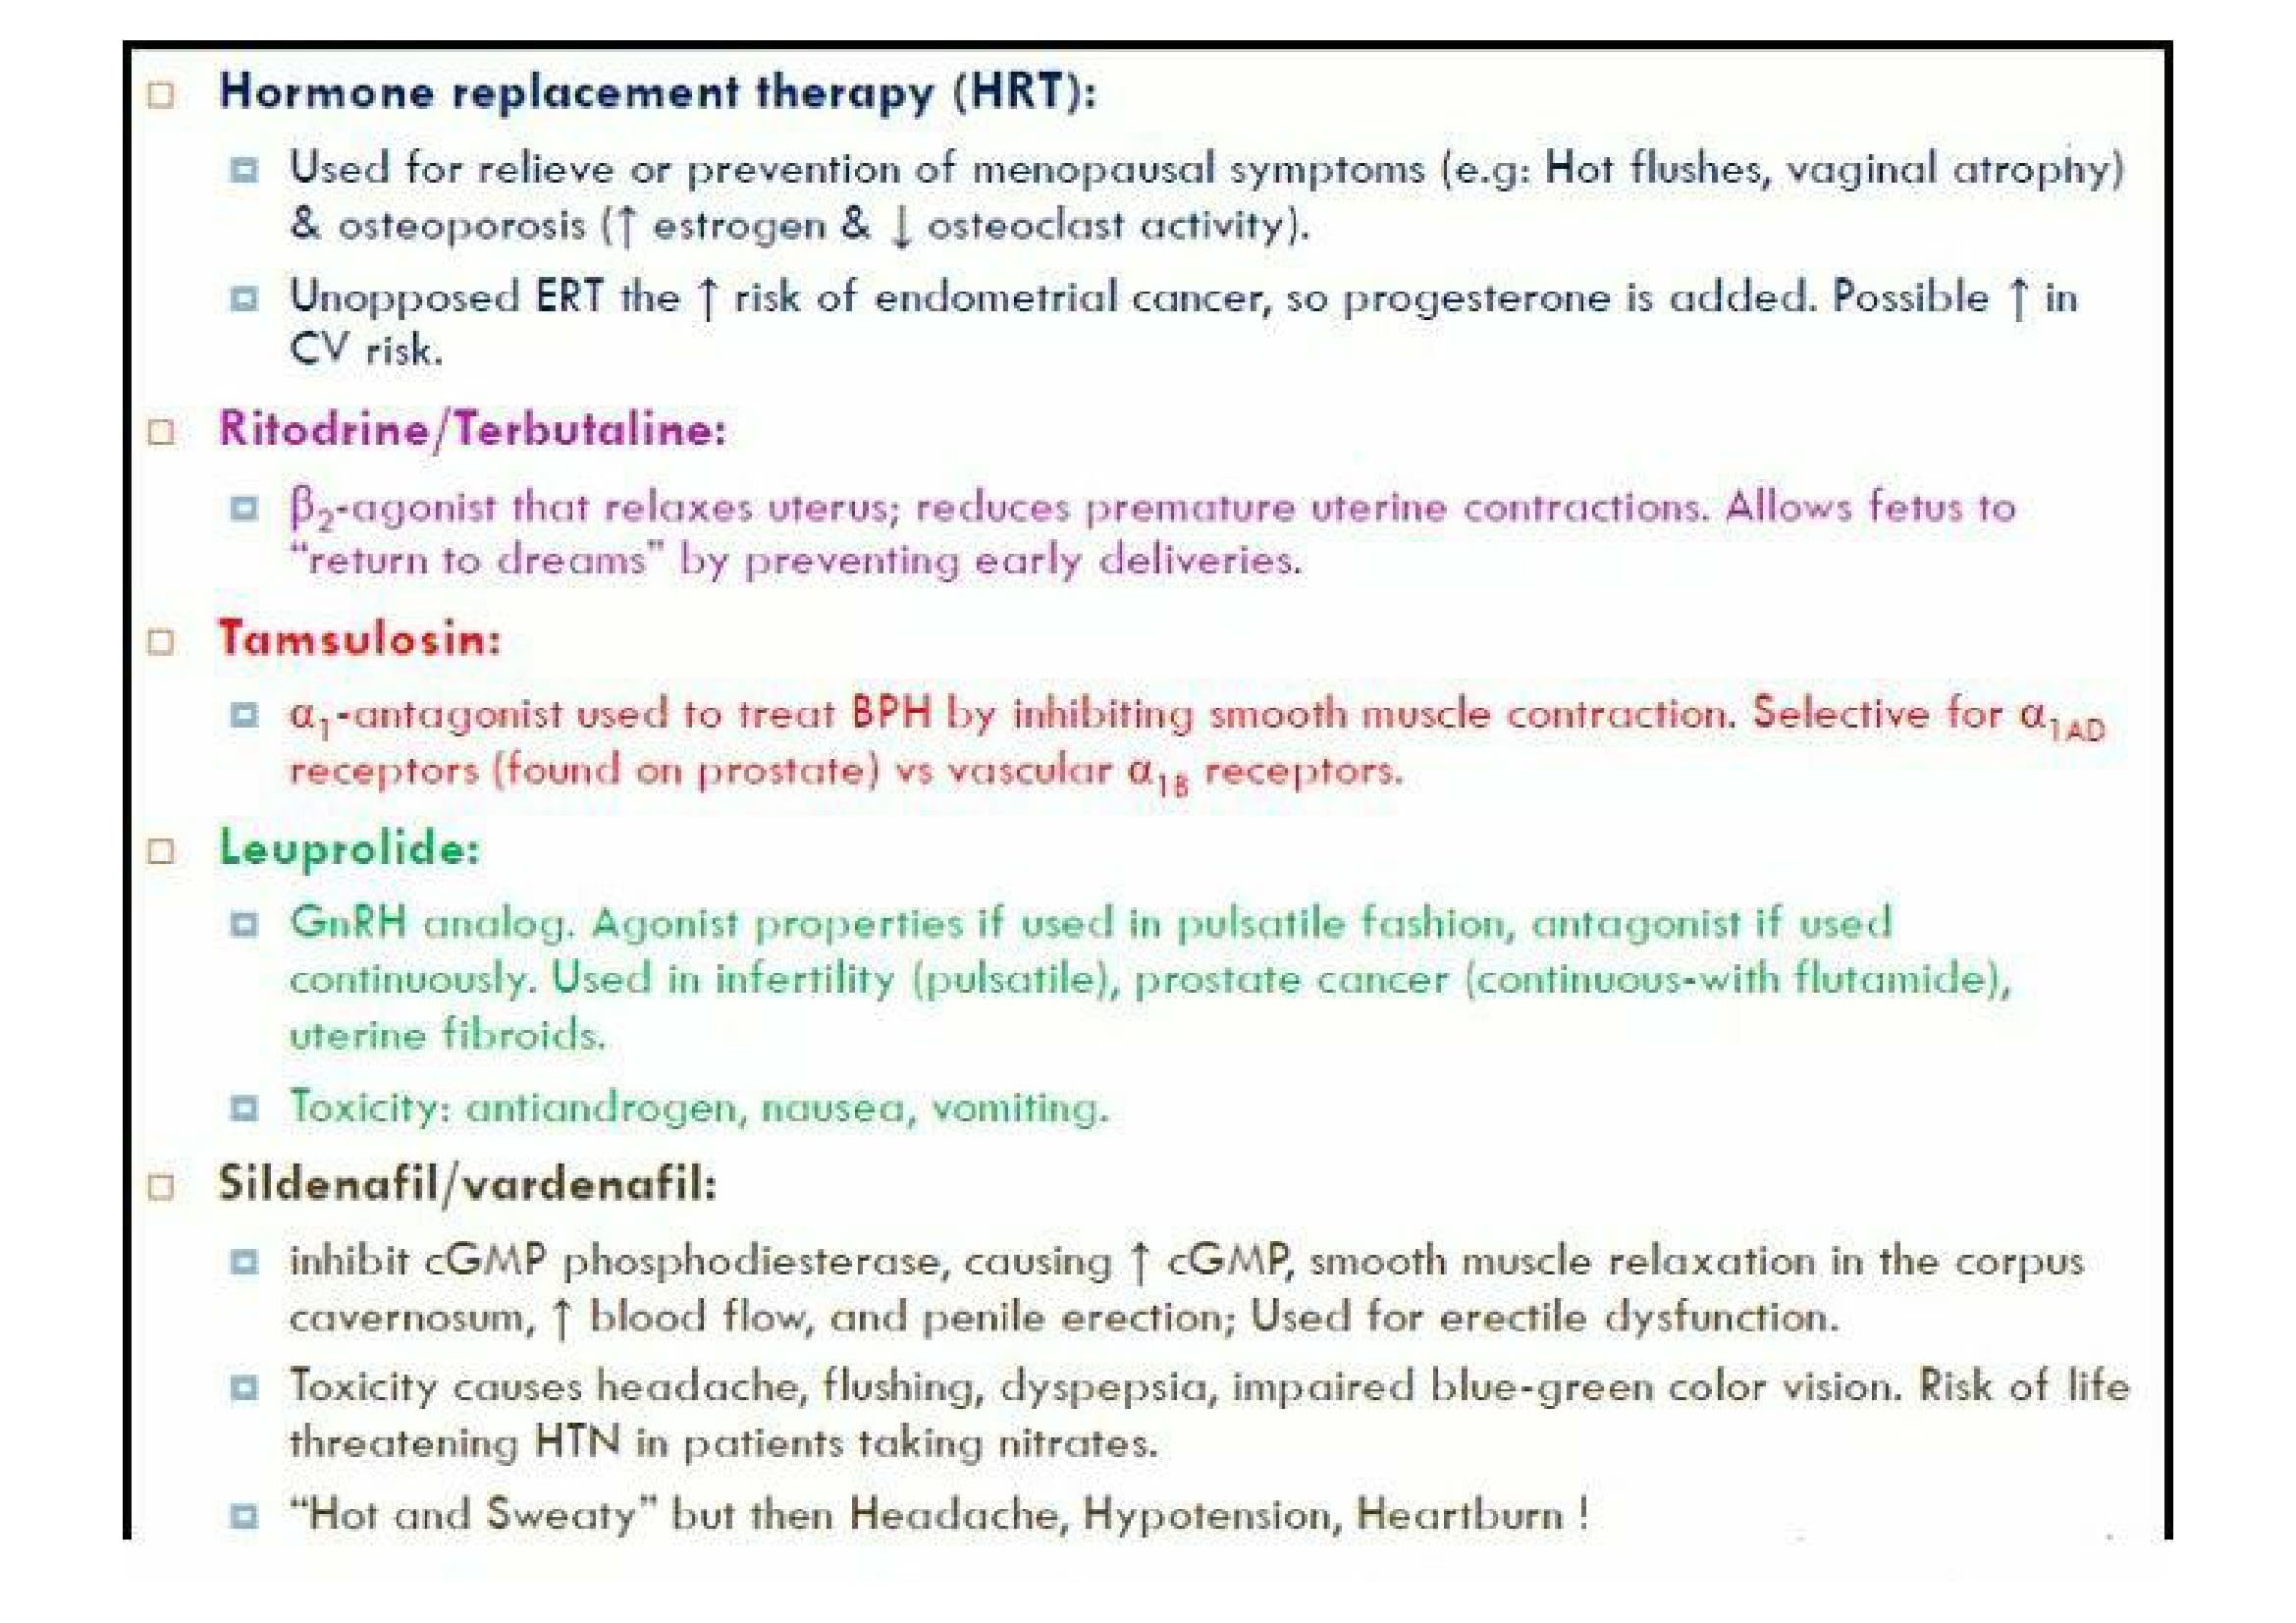 Hormone replacement therapy (HRT):
Used for relieve or prevention of menopausal symptoms (e.g: Hot flushes, vaginal atrophy)
& osteoporosis (↑ estrogen & ↓ osteoclast activity).
Unopposed ERT the ↑ risk of endometrial cancer, so progesterone is added. Possible ↑ in
CV risk.
Ritodrine/Terbutaline:
β₂-agonist that relaxes uterus; reduces premature uterine contractions. Allows fetus to
“return to dreams” by preventing early deliveries.
Tamsulosin:
α₁-antagonist used to treat BPH by inhibiting smooth muscle contraction. Selective for α1AD
receptors (found on prostate) vs vascular α1B receptors.
Leuprolide:
GnRH analog. Agonist properties if used in pulsatile fashion, antagonist if used
continuously. Used in infertility (pulsatile), prostate cancer (continuous-with flutamide),
uterine fibroids.
Toxicity: antiandrogen, nausea, vomiting.
Sildenafil/vardenafil:
inhibit cGMP phosphodiesterase, causing ↑ cGMP, smooth muscle relaxation in the corpus
cavernosum, ↑ blood flow, and penile erection; Used for erectile dysfunction.
Toxicity causes headache, flushing, dyspepsia, impaired blue-green color vision. Risk of life
threatening HTN in patients taking nitrates.
“Hot and Sweaty” but then Headache, Hypotension, Heartburn !